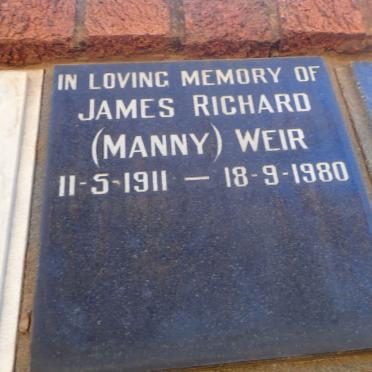 IN LOVING MEMORY OF
JAMES RICHARD
(MANNY) WEIR
11-5-1911 — 18-9-1980